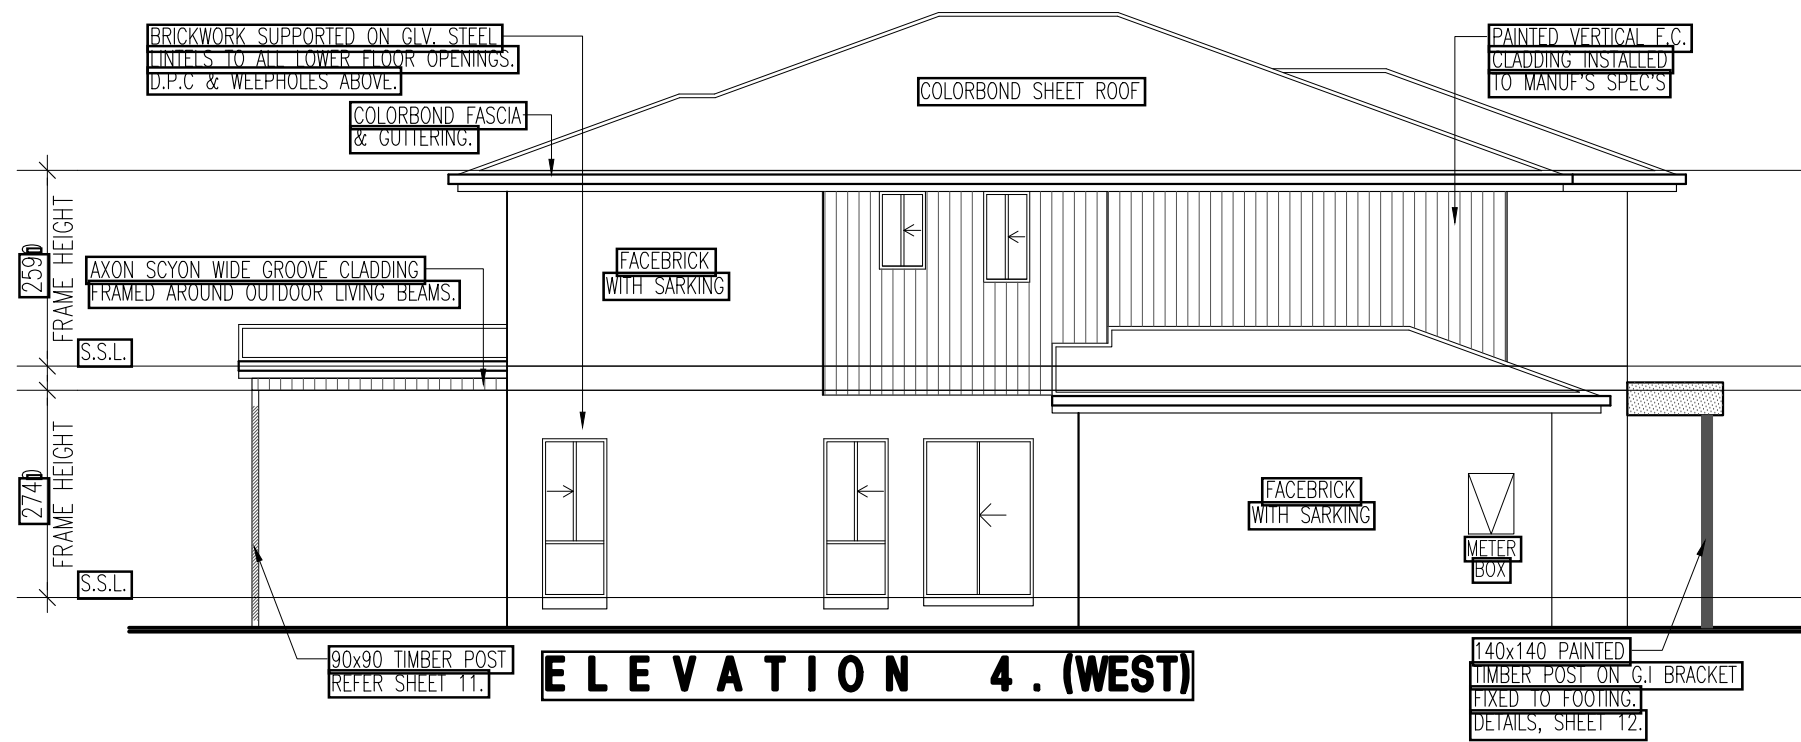 BRICKWORK SUPPORTED ON GLV. STEEL
LINTELS TO ALL LOWER FLOOR OPENINGS.
D.P.C & WEEPHOLES ABOVE.
COLORBOND FASCIA
& GUTTERING.
COLORBOND SHEET ROOF
PAINTED VERTICAL F.C.
CLADDING INSTALLED
TO MANUF'S SPEC'S
2590
FRAME HEIGHT
AXON SCYON WIDE GROOVE CLADDING
FRAMED AROUND OUTDOOR LIVING BEAMS.
FACEBRICK
WITH SARKING
S.S.L.
2740
FRAME HEIGHT
FACEBRICK
WITH SARKING
METER
BOX
S.S.L.
90x90 TIMBER POST
REFER SHEET 11.
ELEVATION 4. (WEST)
140x140 PAINTED
TIMBER POST ON G.I BRACKET
FIXED TO FOOTING.
DETAILS, SHEET 12.